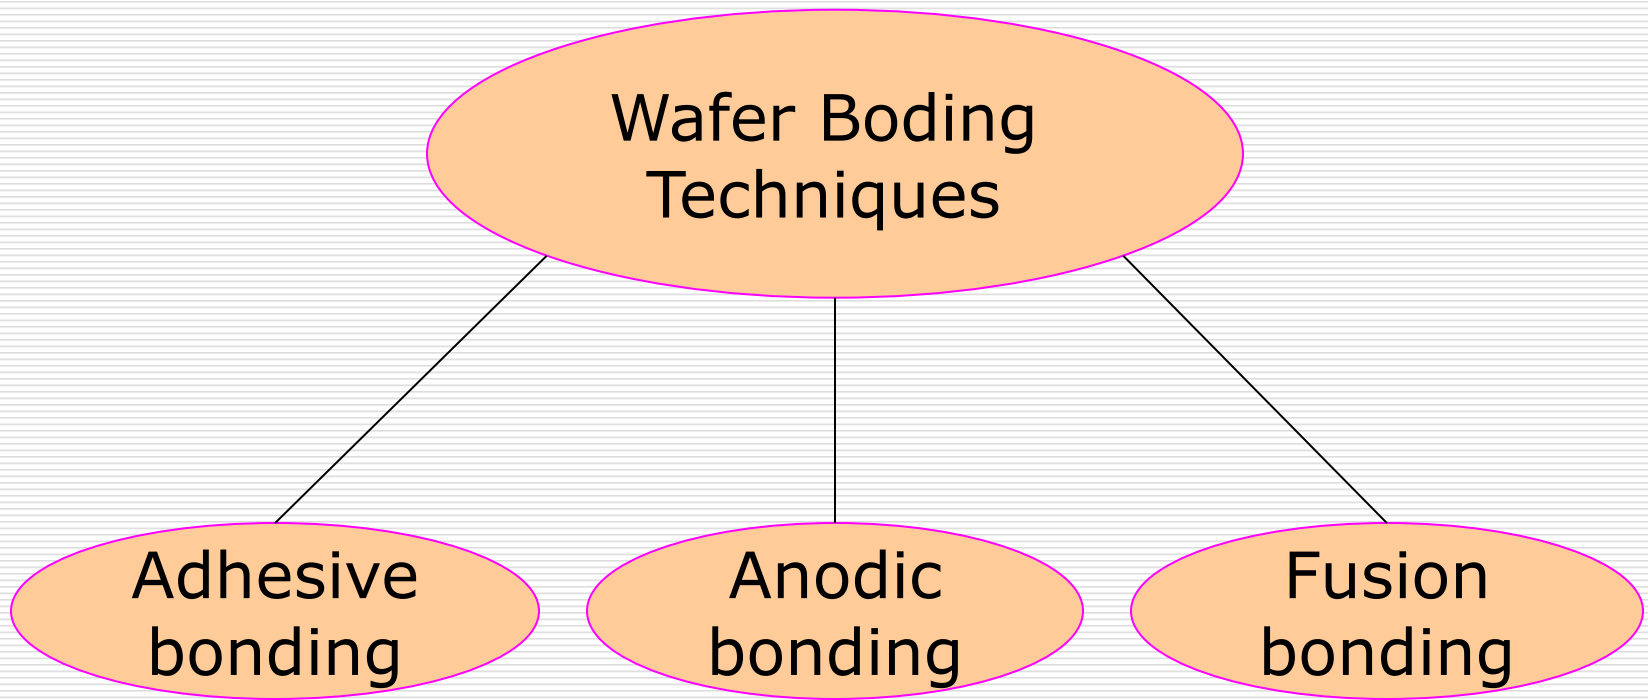 Wafer Boding
Techniques
Adhesive
bonding
Anodic
bonding
Fusion
bonding